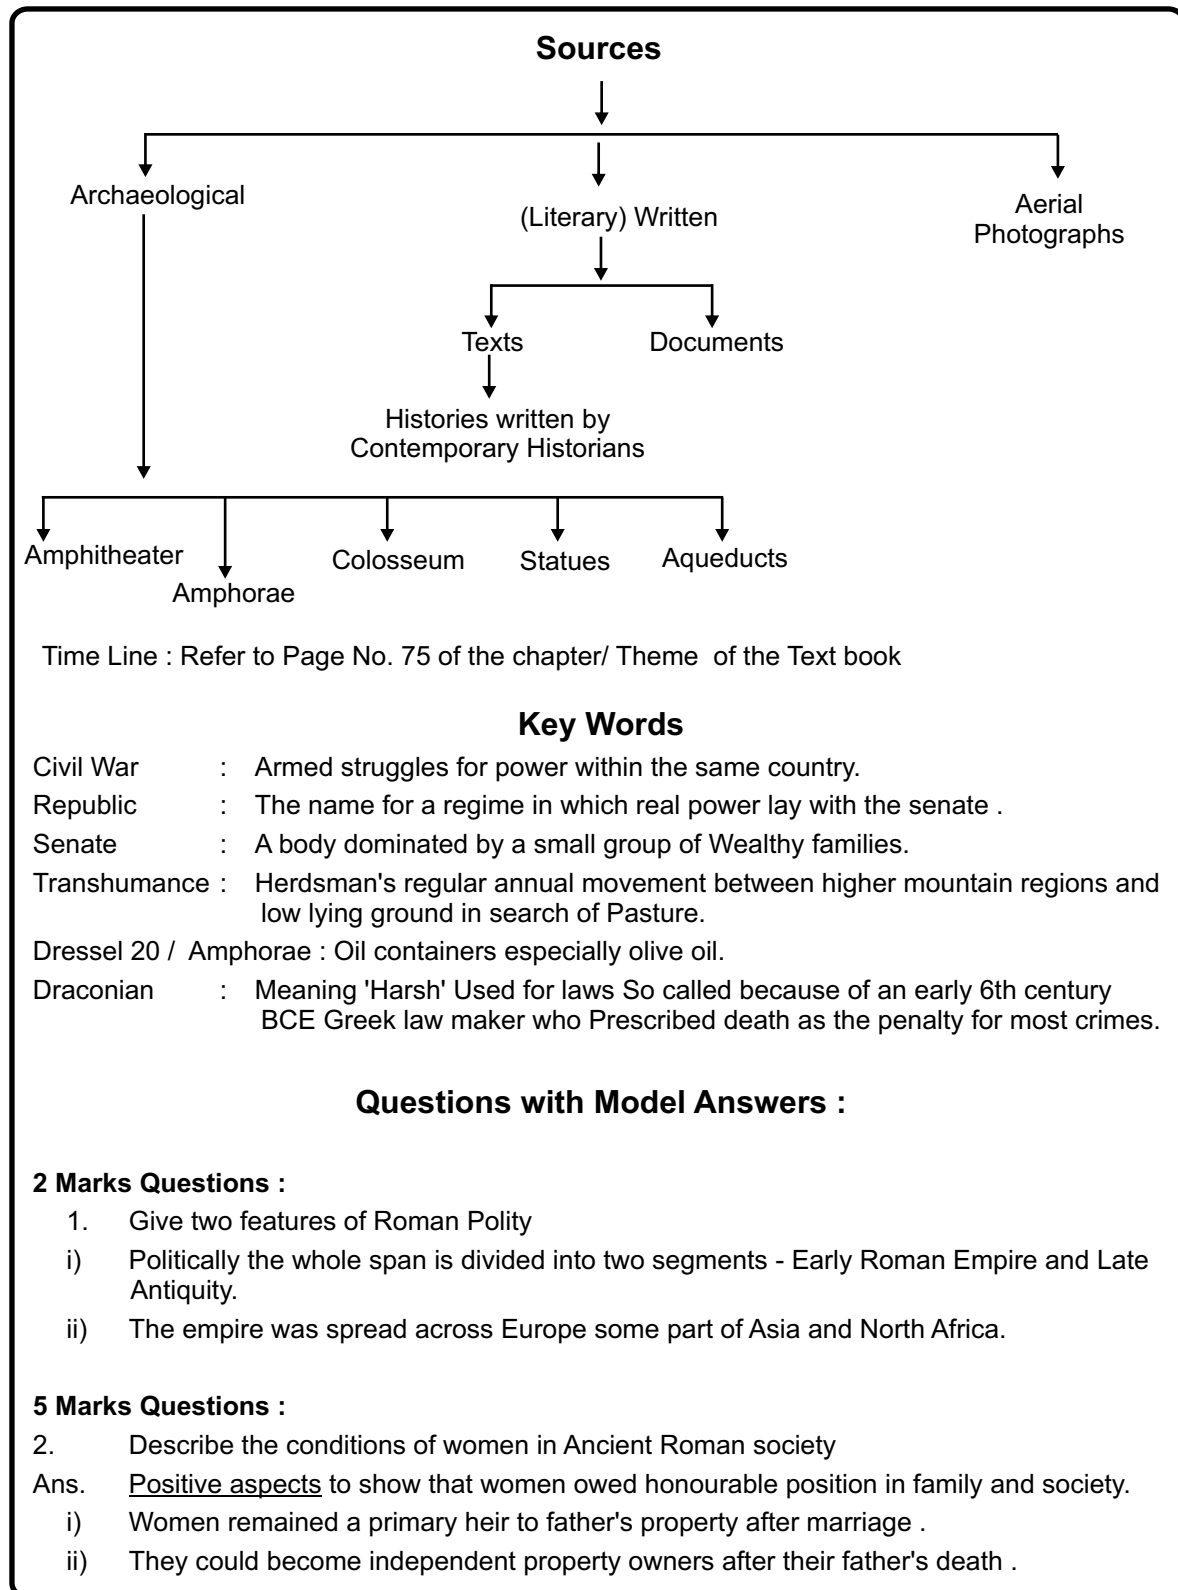 Sources
Archaeological
(Literary) Written
Aerial
Photographs
Texts
Documents
Histories written by
Contemporary Historians
Amphitheater
Amphorae
Colosseum
Statues
Aqueducts
Time Line : Refer to Page No. 75 of the chapter/ Theme of the Text book
Key Words
Civil War : Armed struggles for power within the same country.
Republic : The name for a regime in which real power lay with the senate .
Senate : A body dominated by a small group of Wealthy families.
Transhumance : Herdsman's regular annual movement between higher mountain regions and
low lying ground in search of Pasture.
Dressel 20 / Amphorae : Oil containers especially olive oil.
Draconian : Meaning 'Harsh' Used for laws So called because of an early 6th century
BCE Greek law maker who Prescribed death as the penalty for most crimes.
Questions with Model Answers :
2 Marks Questions :
1. Give two features of Roman Polity
i) Politically the whole span is divided into two segments - Early Roman Empire and Late
Antiquity.
ii) The empire was spread across Europe some part of Asia and North Africa.
5 Marks Questions :
2. Describe the conditions of women in Ancient Roman society
Ans. Positive aspects to show that women owed honourable position in family and society.
i) Women remained a primary heir to father's property after marriage .
ii) They could become independent property owners after their father's death .